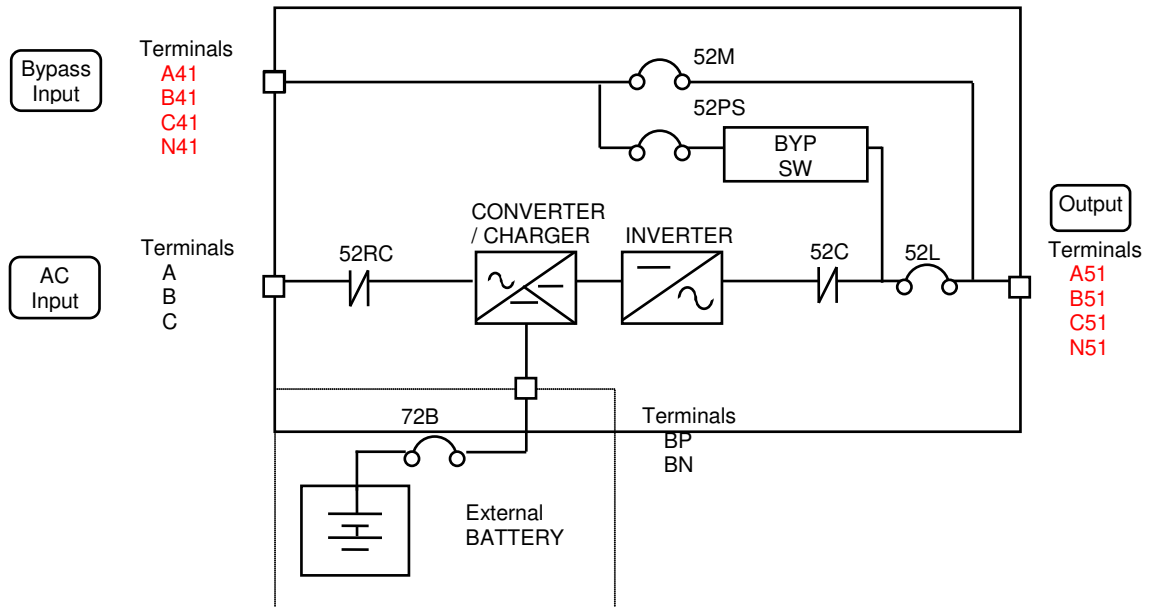 Bypass
Input
Terminals
A41
B41
C41
N41
52M
52PS
BYP
SW
Output
Terminals
A51
B51
C51
N51
AC
Input
Terminals
A
B
C
52RC
CONVERTER
/ CHARGER
INVERTER
52C
52L
72B
Terminals
BP
BN
External
BATTERY